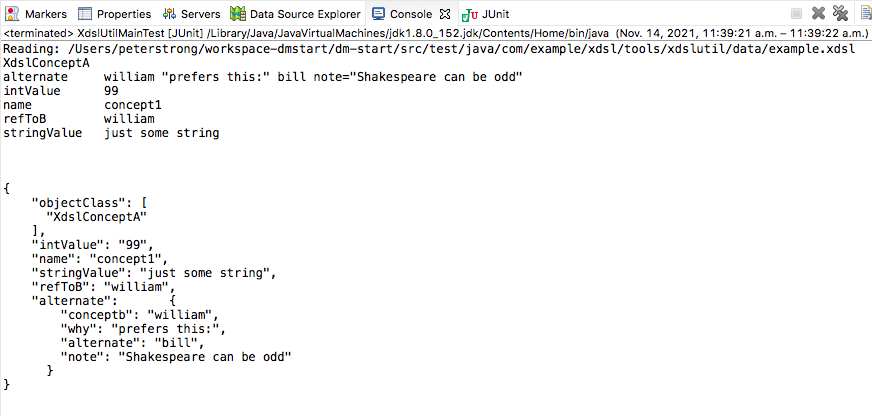 Markers Properties Servers Data Source Explorer Console JUnit
<terminated> XdslUtilMainTest [JUnit] /Library/Java/JavaVirtualMachines/jdk1.8.0_152.jdk/Contents/Home/bin/java (Nov. 14, 2021, 11:39:21 a.m. – 11:39:22 a.m.)
Reading: /Users/peterstrong/workspace-dmstart/dm-start/src/test/java/com/example/xdsl/tools/xdslutil/data/example.xdsl
XdslConceptA
alternate william "prefers this:" bill note="Shakespeare can be odd"
intValue 99
name concept1
refToB william
stringValue just some string
{
"objectClass": [
"XdslConceptA"
],
"intValue": "99",
"name": "concept1",
"stringValue": "just some string",
"refToB": "william",
"alternate": {
"conceptb": "william",
"why": "prefers this:",
"alternate": "bill",
"note": "Shakespeare can be odd"
}
}